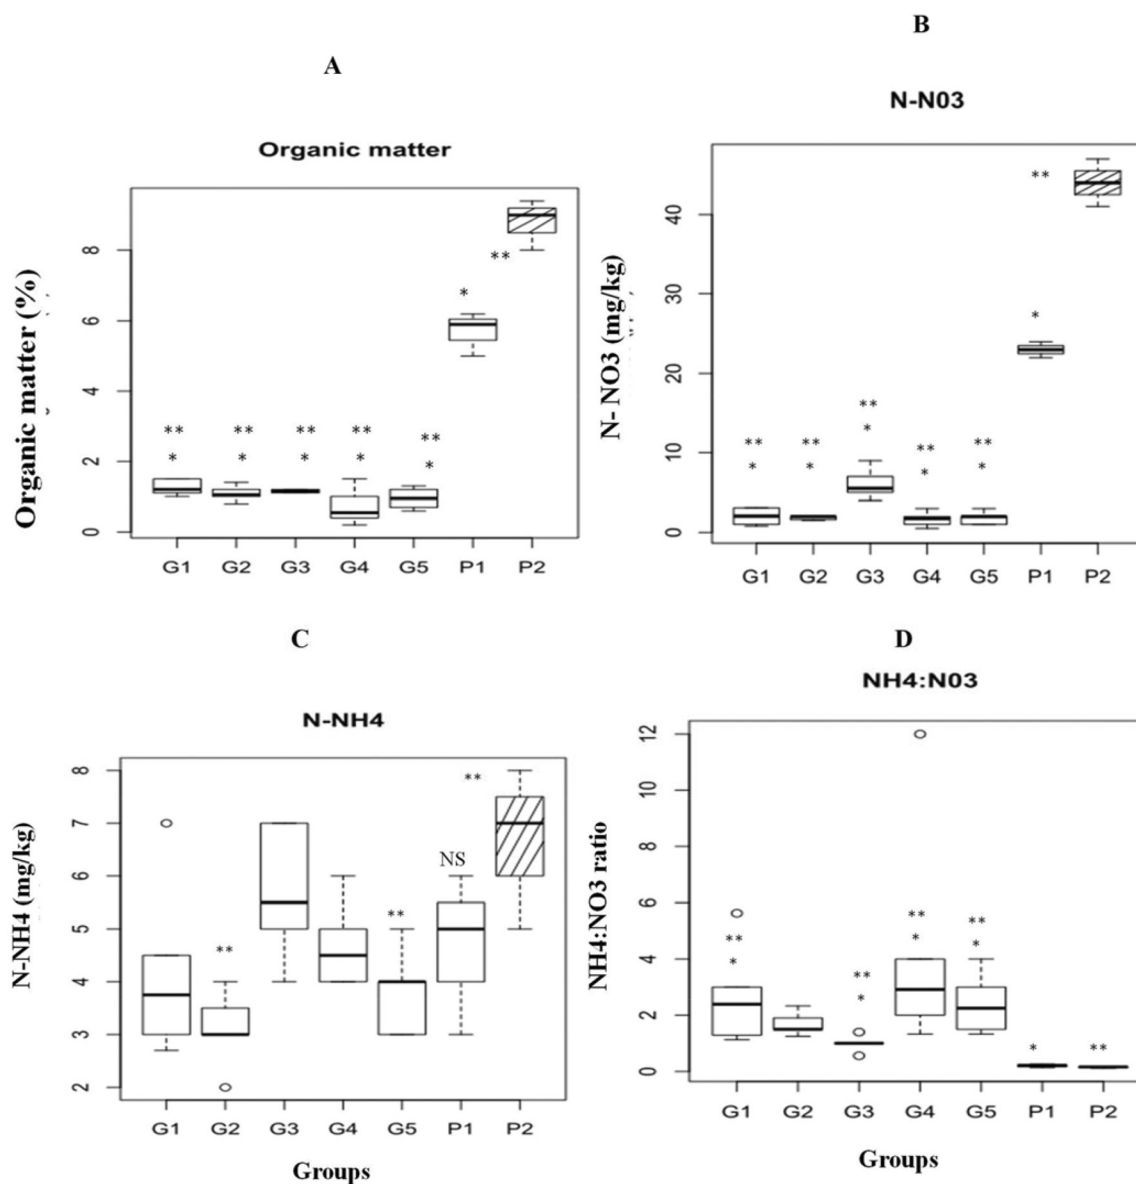 A
Organic matter
Organic matter (%)
8
6
4
2
0
** ** ** ** ** * **
* * * * *
G1 G2 G3 G4 G5 P1 P2
B
N-N03
N- NO3 (mg/kg)
40
30
20
10
0
** ** ** ** ** **
* * * * * *
G1 G2 G3 G4 G5 P1 P2
C
N-NH4
N-NH4 (mg/kg)
8
7
6
5
4
3
2
** ** NS **
G1 G2 G3 G4 G5 P1 P2
Groups
D
NH4:N03
NH4:NO3 ratio
12
10
8
6
4
2
0
** ** ** ** * **
* * * *
G1 G2 G3 G4 G5 P1 P2
Groups